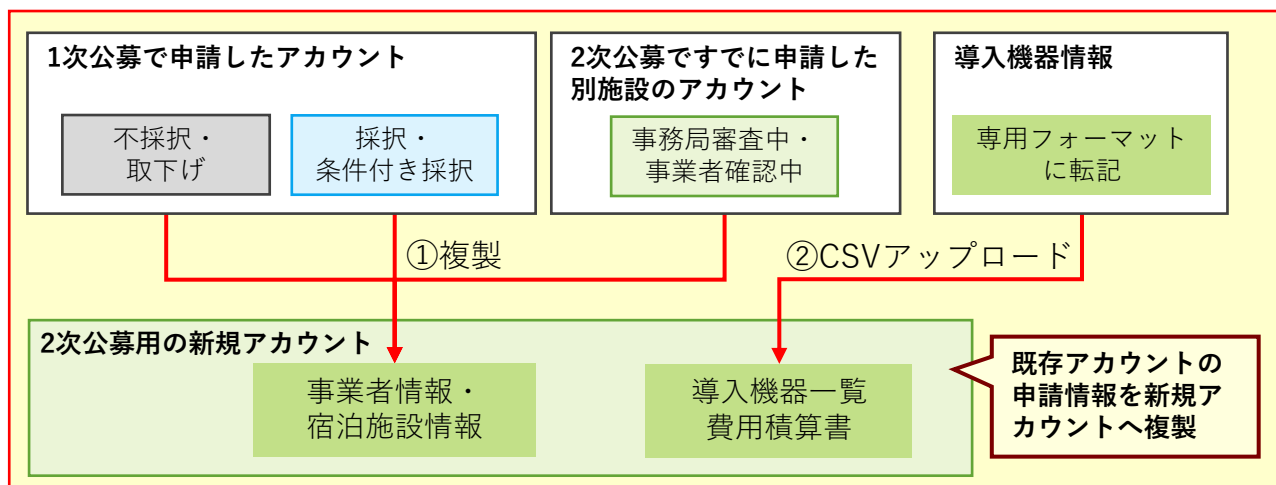 1次公募で申請したアカウント
不採択・
取下げ
採択・
条件付き採択
2次公募ですでに申請した
別施設のアカウント
事務局審査中・
事業者確認中
導入機器情報
専用フォーマット
に転記
①複製
②CSVアップロード
2次公募用の新規アカウント
事業者情報・
宿泊施設情報
導入機器一覧
費用積算書
既存アカウントの
申請情報を新規ア
カウントへ複製